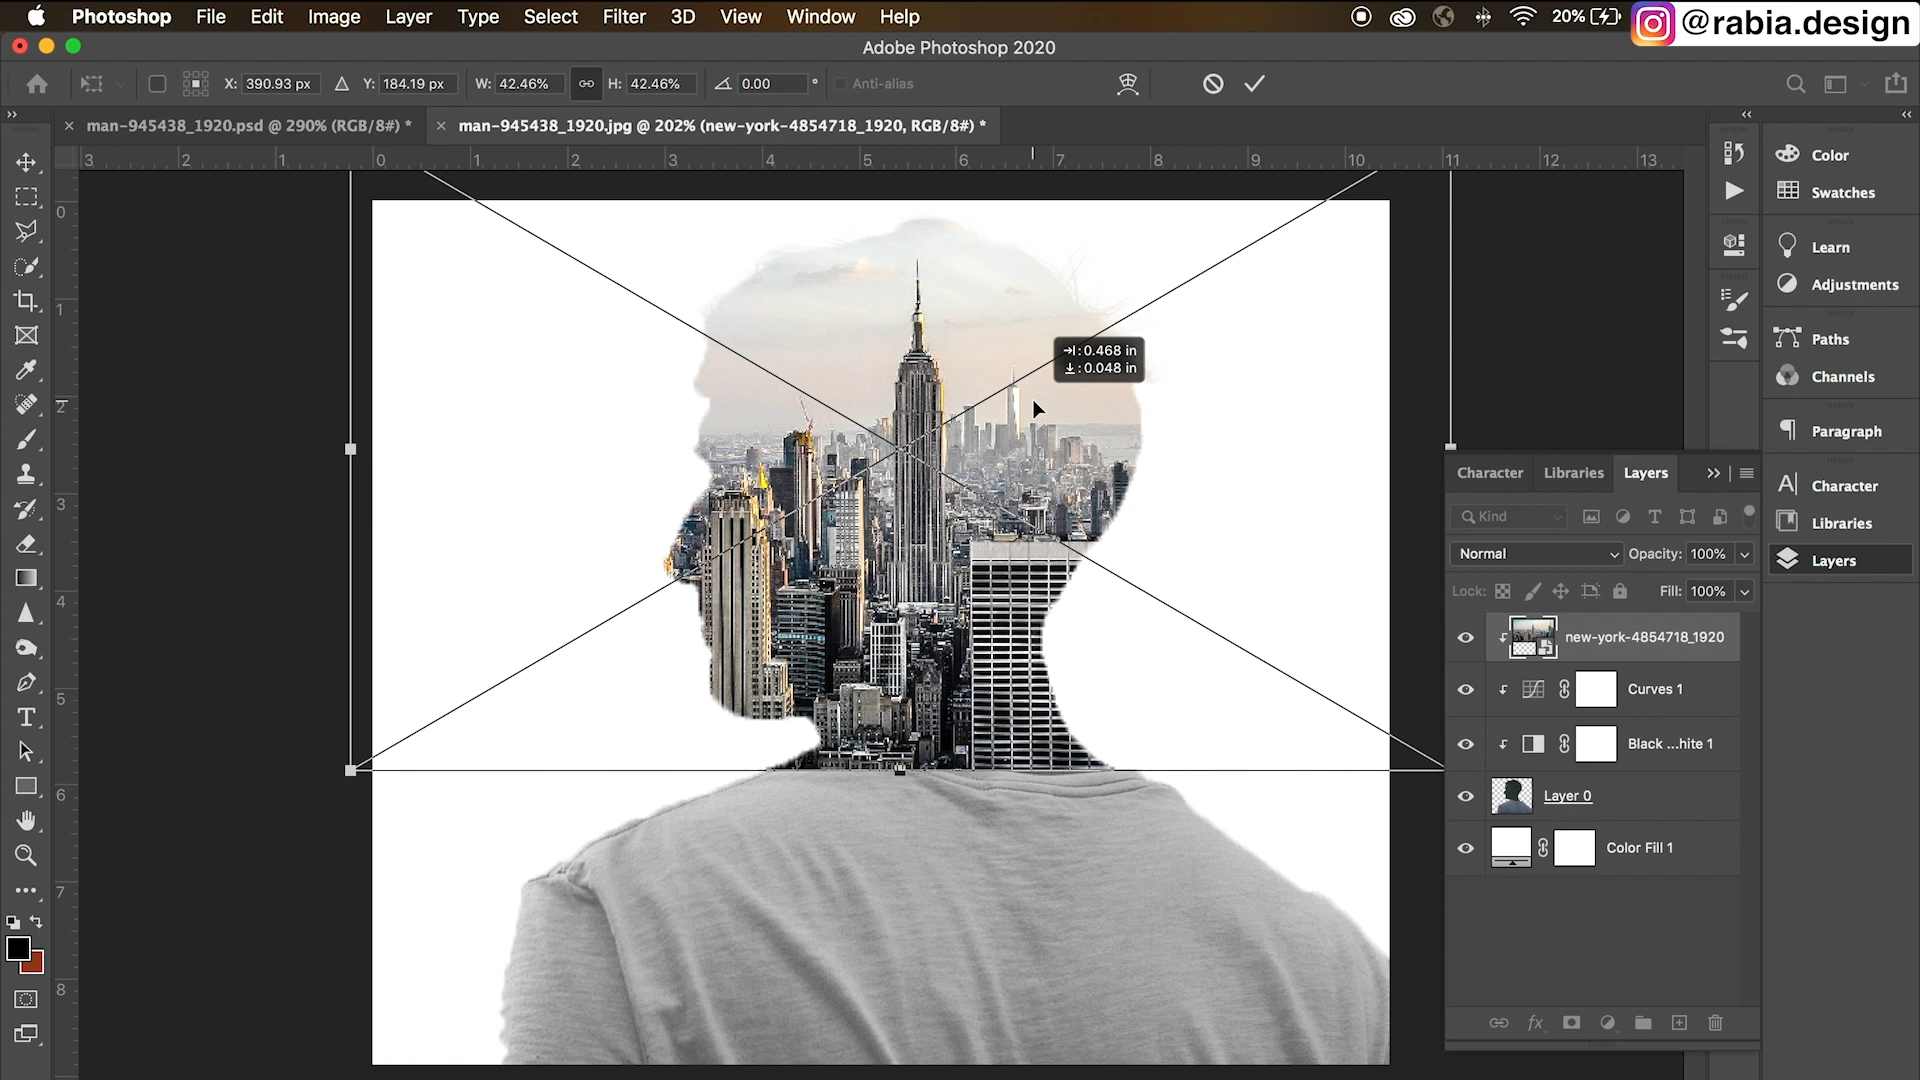 Photoshop File Edit Image Layer Type Select Filter 3D View Window Help 20% @rabia.design
Adobe Photoshop 2020
X: 390.93 px Y: 184.19 px W: 42.46% H: 42.46% 0.00 ° Anti-alias
man-945438_1920.psd @ 290% (RGB/8#) * man-945438_1920.jpg @ 202% (new-york-4854718_1920, RGB/8#) *
3 2 1 0 1 2 3 4 5 6 7 8 9 10 11 12 13
0
1
2
3
4
5
6
7
8
0.468 in
0.048 in
Color
Swatches
Learn
Adjustments
Paths
Channels
Paragraph
Character
Libraries
Layers
Character Libraries Layers
Kind
Normal Opacity: 100%
Lock: Fill: 100%
new-york-4854718_1920
Curves 1
Black ...hite 1
Layer 0
Color Fill 1
fx